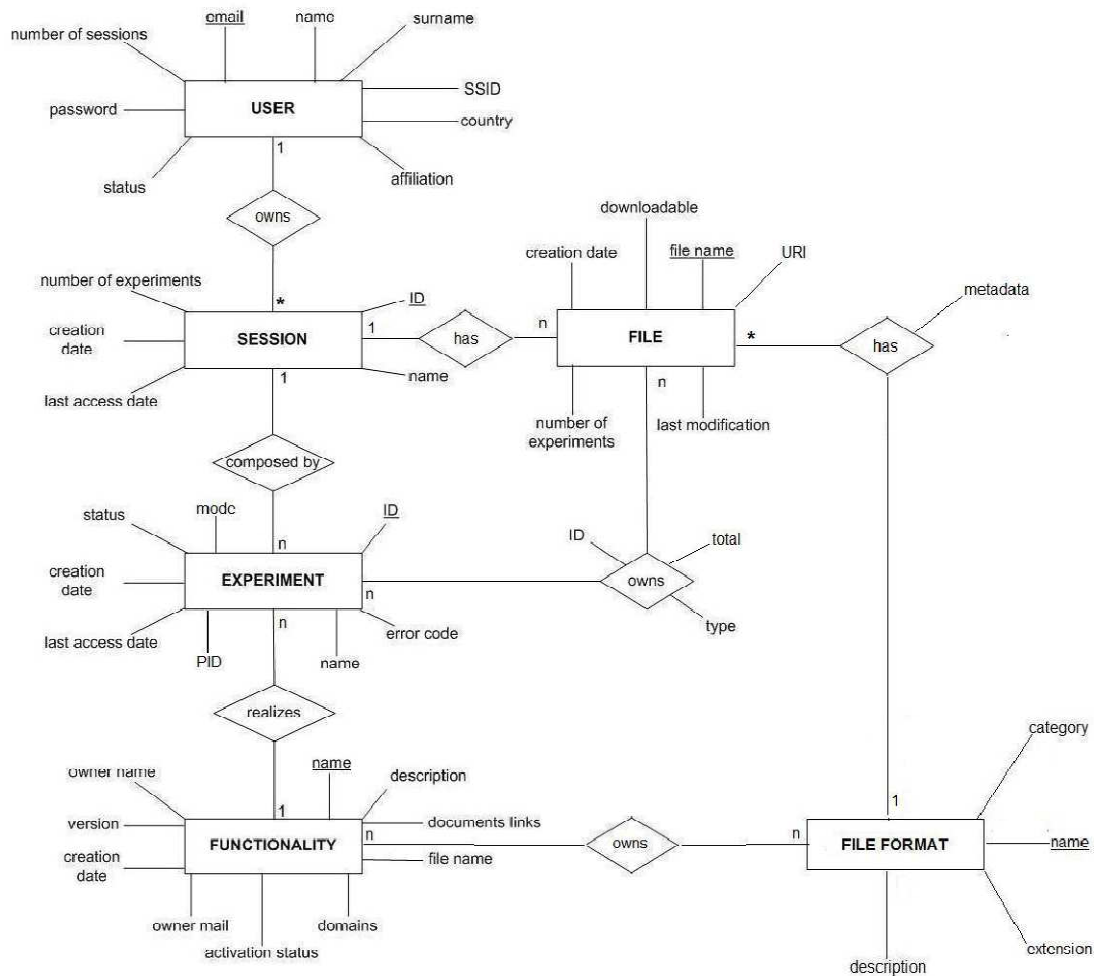 email
name
surname
number of sessions
SSID
USER
password
country
1
status
affiliation
owns
downloadable
creation date
file name
URI
number of experiments
*
ID
metadata
creation
date
SESSION
1
has
n
FILE
*
has
last access date
1
name
n
number of
experiments
last modification
composed by
status
mode
ID
n
ID
total
creation
date
EXPERIMENT
n
owns
last access date
n
error code
type
PID
name
realizes
category
owner name
name
description
1
1
version
documents links
n
FUNCTIONALITY
owns
n
FILE FORMAT
name
creation
date
file name
owner mail
domains
activation status
extension
description